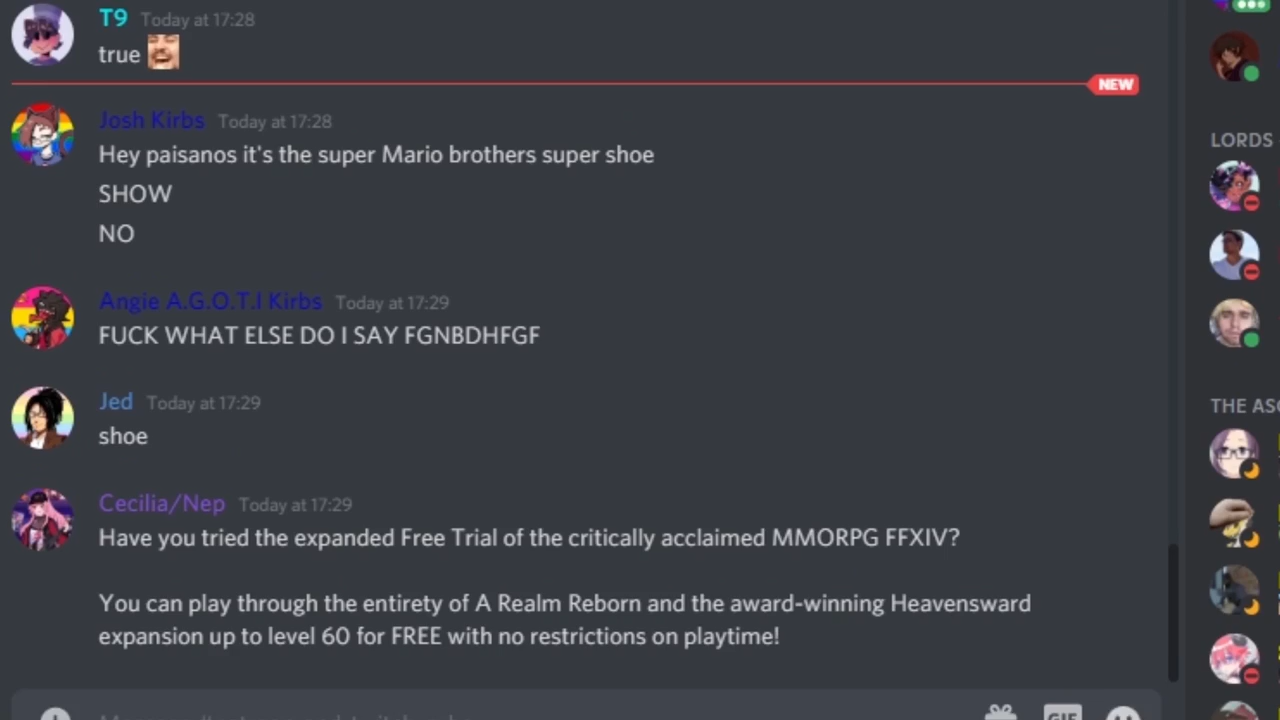 T9 Today at 17:28
true
NEW
Josh Kirbs Today at 17:28
Hey paisanos it's the super Mario brothers super shoe
SHOW
NO
Angie A.G.O.T.I Kirbs Today at 17:29
FUCK WHAT ELSE DO I SAY FGNBDHFGF
Jed Today at 17:29
shoe
Cecilia/Nep Today at 17:29
Have you tried the expanded Free Trial of the critically acclaimed MMORPG FFXIV?
You can play through the entirety of A Realm Reborn and the award-winning Heavensward
expansion up to level 60 for FREE with no restrictions on playtime!
GIF
LORDS
THE ASC